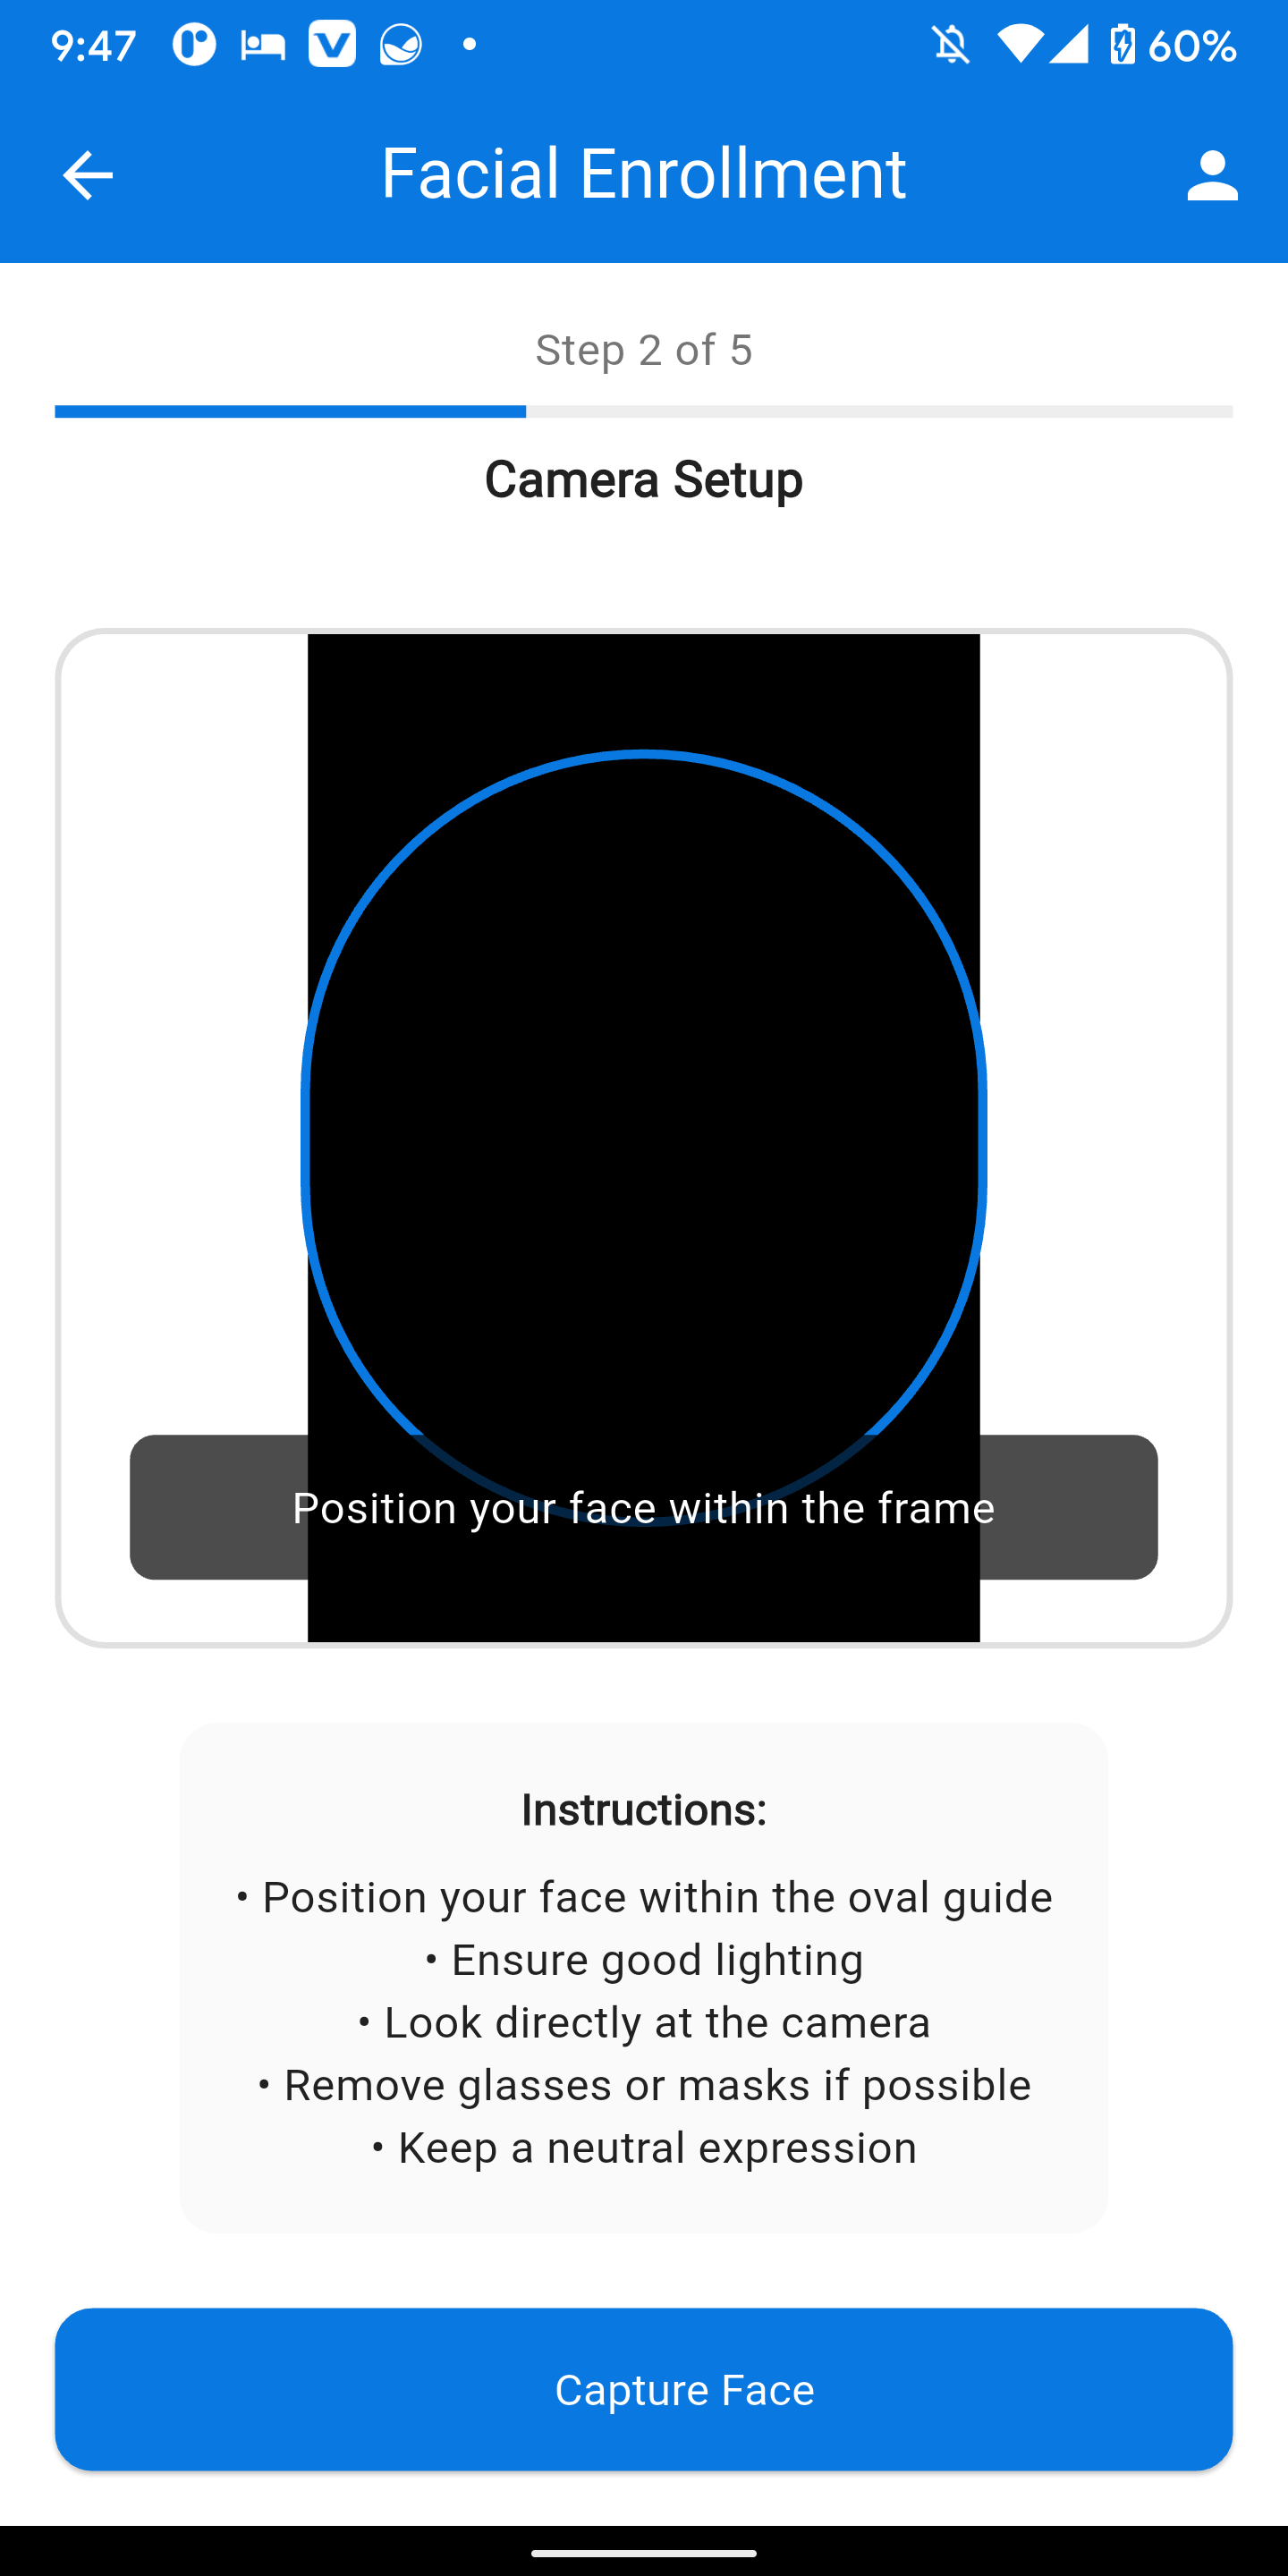 9:47
60%
Facial Enrollment
Step 2 of 5
Camera Setup
Position your face within the frame
Instructions:
• Position your face within the oval guide
• Ensure good lighting
• Look directly at the camera
• Remove glasses or masks if possible
• Keep a neutral expression
Capture Face